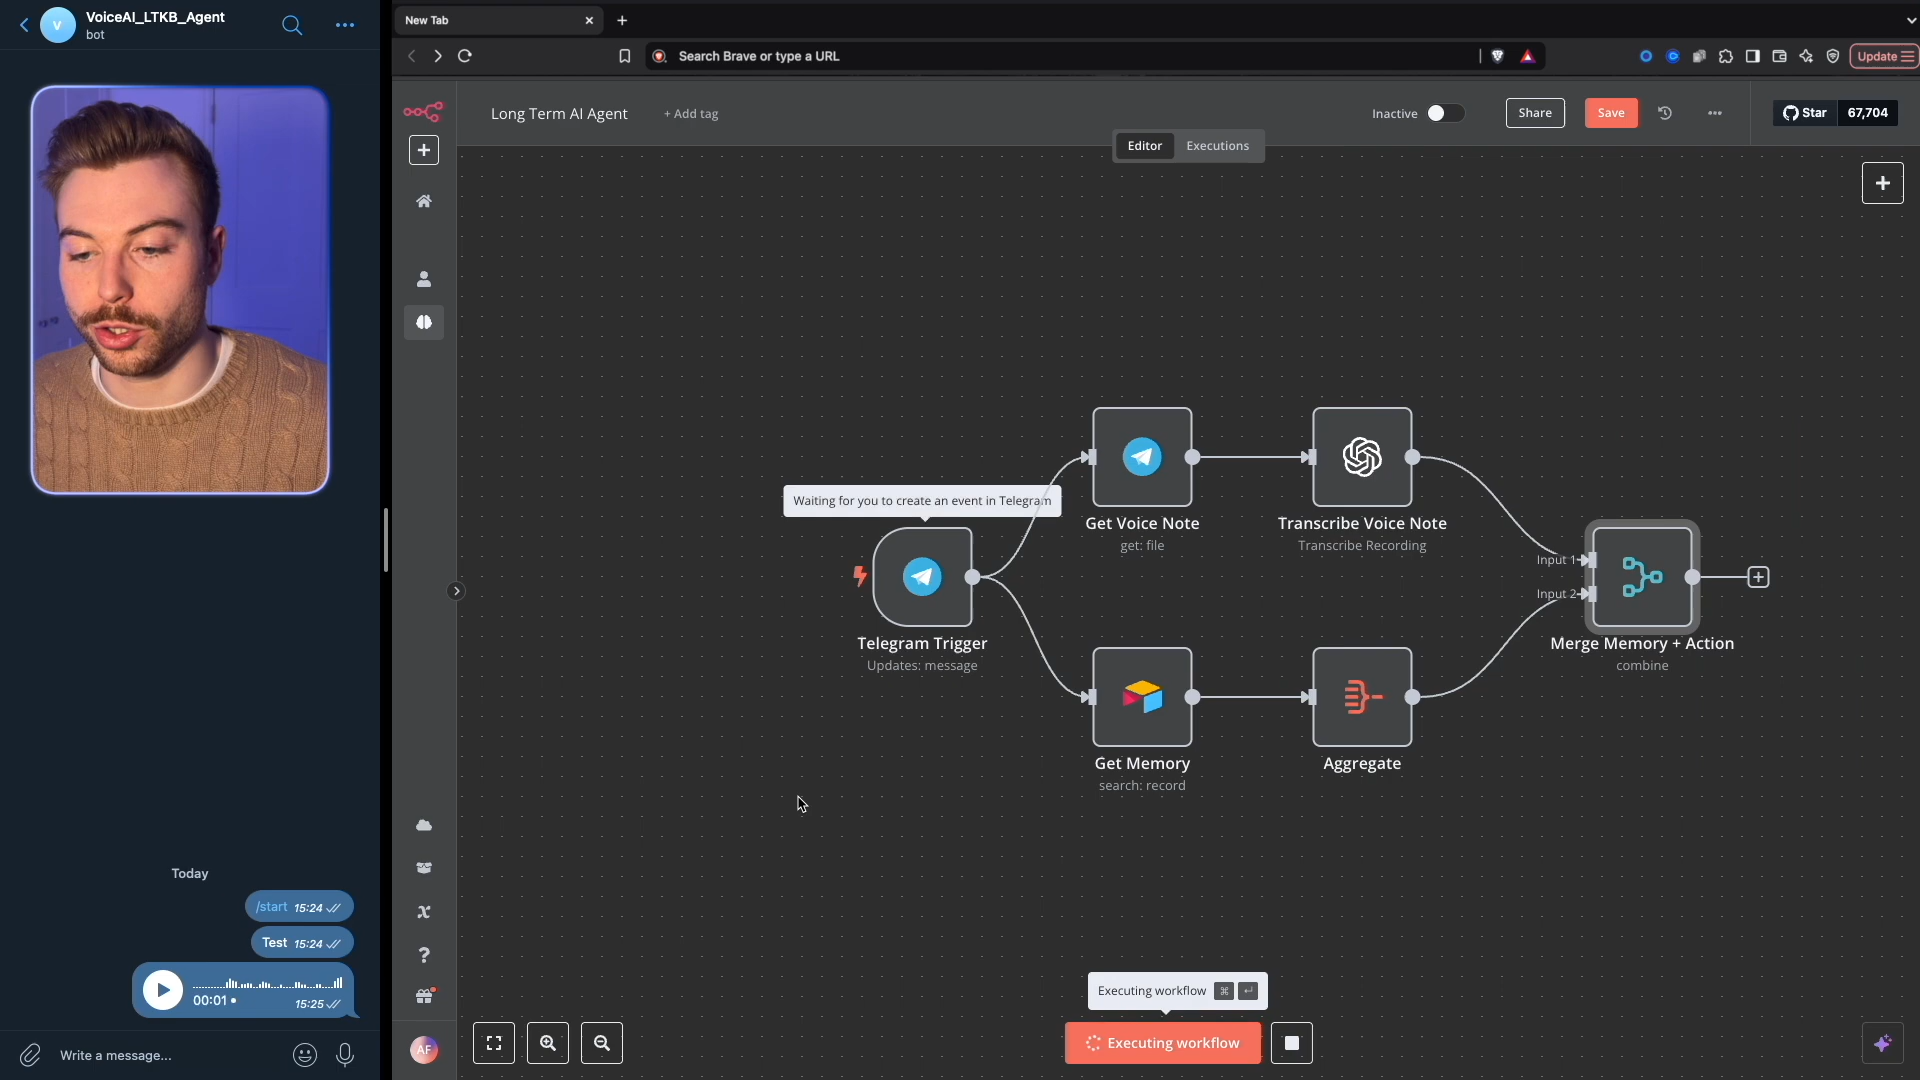 VoiceAI_LTKB_Agent
bot
V
Today
/start 15:24
Test 15:24
00:01
15:25
Write a message...
New Tab
Search Brave or type a URL
Update
Long Term AI Agent
+ Add tag
Inactive
Share
Save
Star
67,704
Editor
Executions
Waiting for you to create an event in Telegram
Telegram Trigger
Updates: message
Get Voice Note
get: file
Transcribe Voice Note
Transcribe Recording
Input 1
Input 2
Merge Memory + Action
combine
Get Memory
search: record
Aggregate
Executing workflow ⌘ ↵
Executing workflow
AF